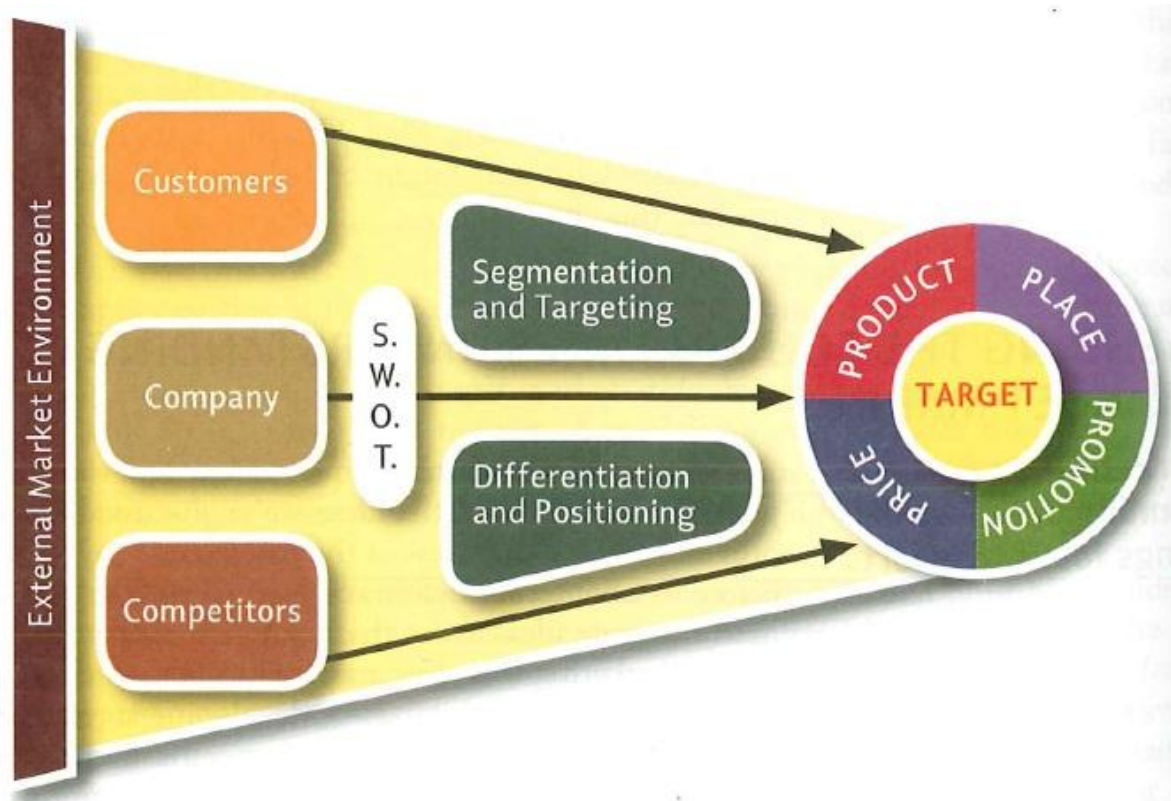 External Market Environment
Customers
Company
Competitors
S.
W.
O.
T.
Segmentation
and Targeting
Differentiation
and Positioning
PRODUCT
PLACE
PRICE
PROMOTION
TARGET